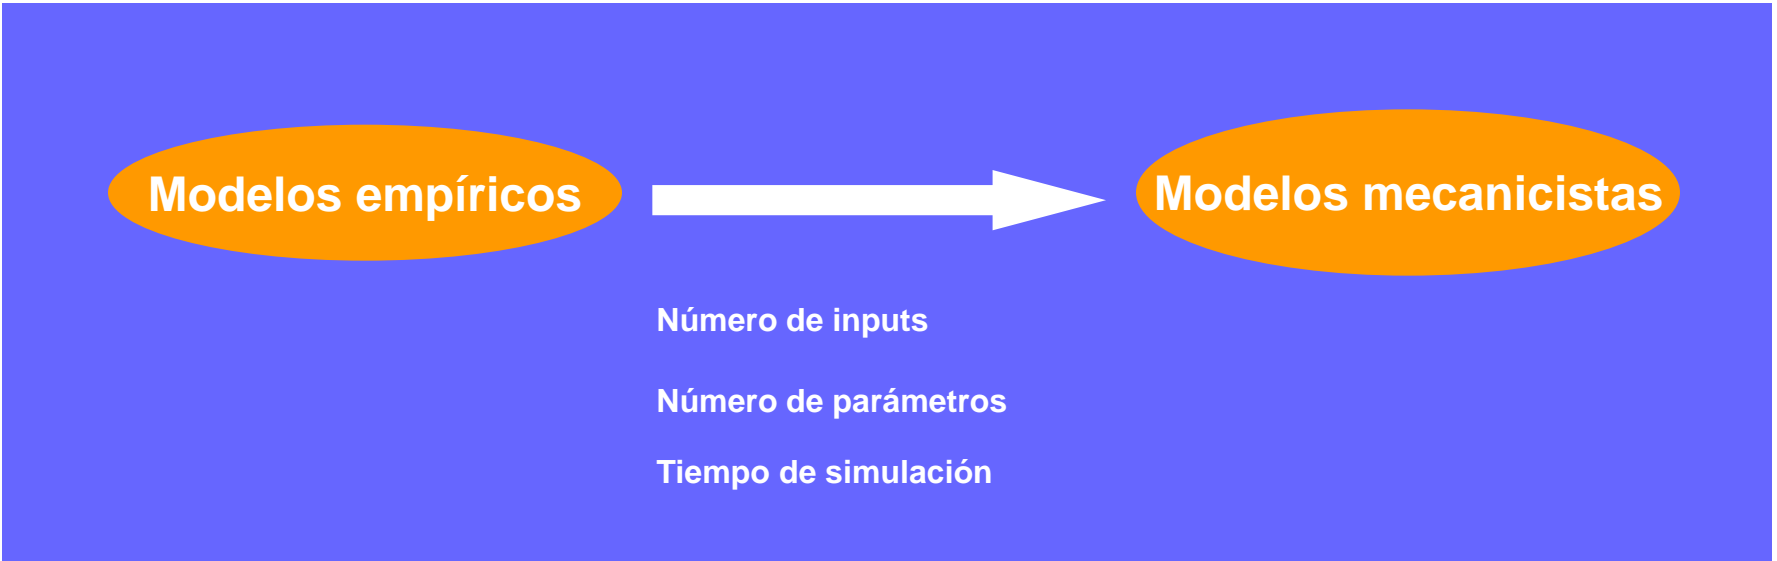 Modelos empíricos
Modelos mecanicistas
Número de inputs
Número de parámetros
Tiempo de simulación